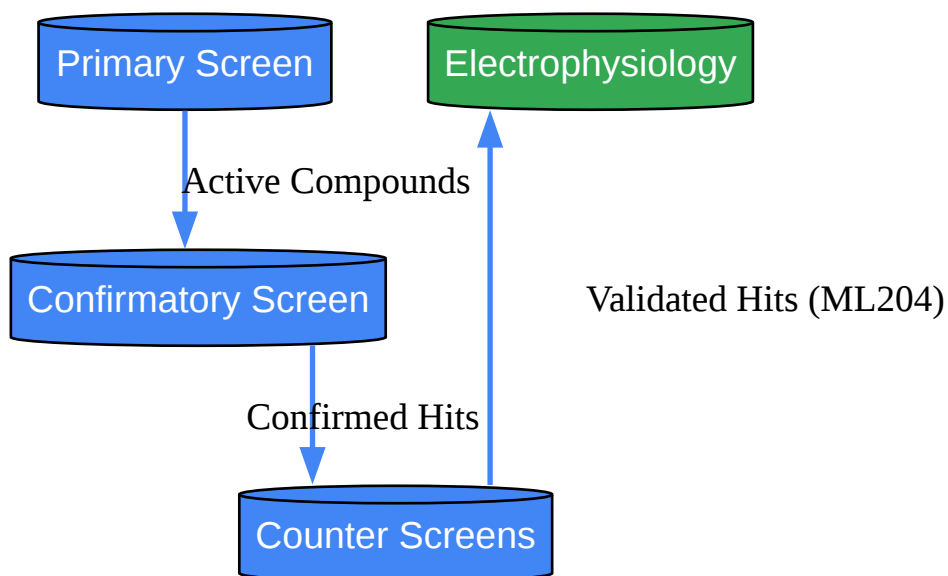 Primary Screen
Electrophysiology
Active Compounds
Confirmatory Screen
Validated Hits (ML204)
Confirmed Hits
Counter Screens